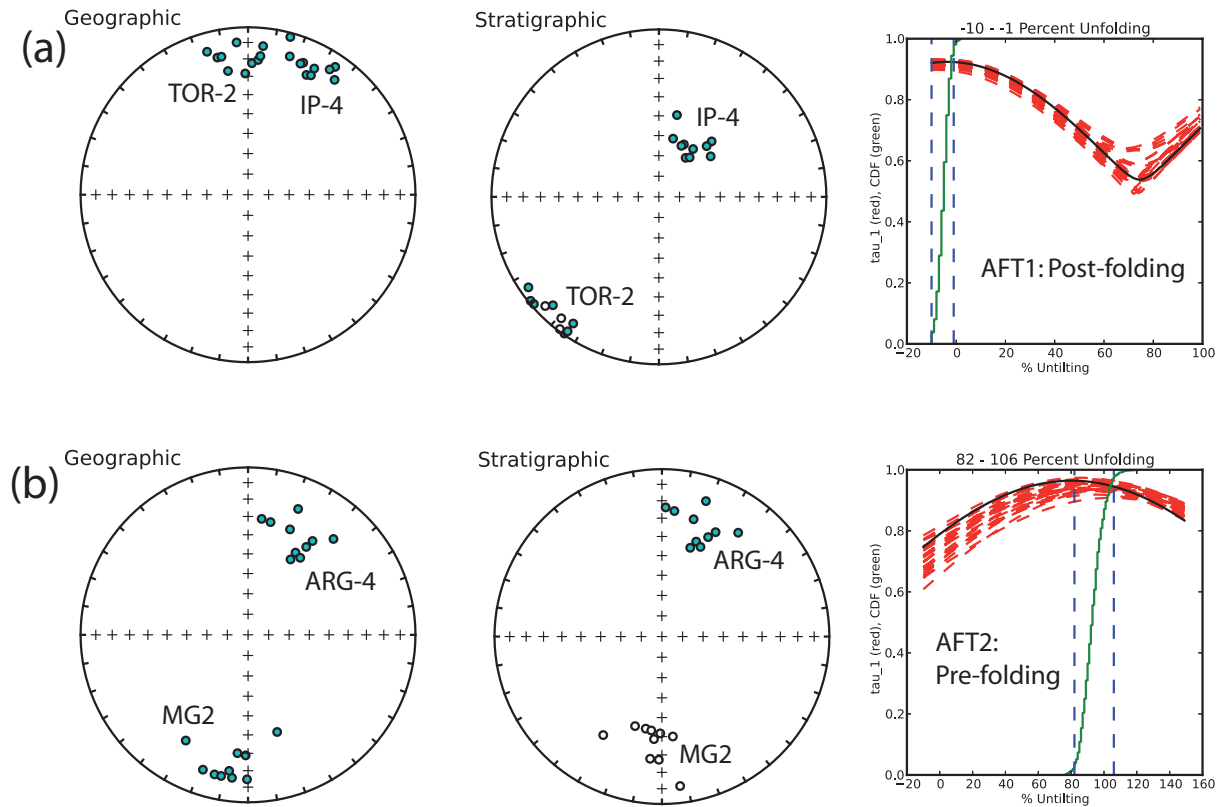 (a)
Geographic
TOR-2
IP-4
Stratigraphic
IP-4
TOR-2
-10 - -1 Percent Unfolding
tau_1 (red), CDF (green)
1.0
0.8
0.6
0.4
0.2
0.0
AFT1: Post-folding
−20 0 20 40 60 80 100
% Untilting
(b)
Geographic
ARG-4
MG2
Stratigraphic
ARG-4
MG2
82 - 106 Percent Unfolding
tau_1 (red), CDF (green)
1.0
0.8
0.6
0.4
0.2
0.0
AFT2:
Pre-folding
−20 0 20 40 60 80 100 120 140 160
% Untilting